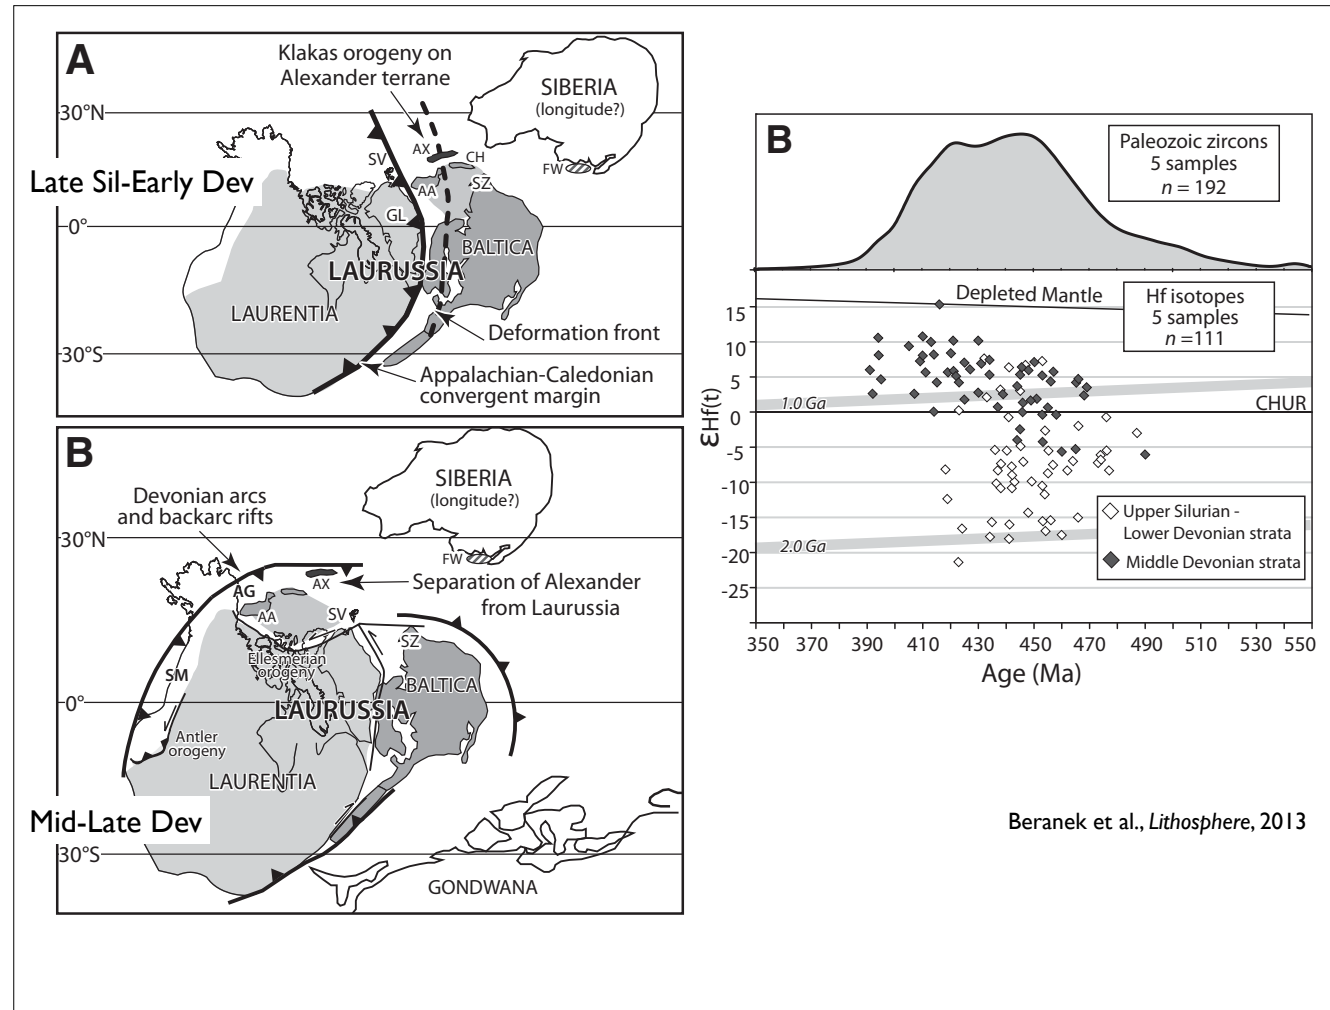 A
Klakas orogeny on
Alexander terrane
SIBERIA
(longitude?)
30°N
AX
CH
SV
FW
Late Sil-Early Dev
AA
SZ
GL
0°
BALTICA
LAURUSSIA
LAURENTIA
Deformation front
30°S
Appalachian-Caledonian
convergent margin
B
SIBERIA
(longitude?)
Devonian arcs
and backarc rifts
30°N
FW
AX
Separation of Alexander
from Laurussia
AG
AA
SV
SZ
Ellesmerian
orogeny
SM
BALTICA
0°
LAURUSSIA
Antler
orogeny
LAURENTIA
Mid-Late Dev
30°S
GONDWANA
B
Paleozoic zircons
5 samples
n = 192
Depleted Mantle
Hf isotopes
5 samples
n =111
15
10
5
0
-5
-10
-15
-20
-25
εHf(t)
1.0 Ga
CHUR
2.0 Ga
Upper Silurian -
Lower Devonian strata
Middle Devonian strata
350 370 390 410 430 450 470 490 510 530 550
Age (Ma)
Beranek et al., Lithosphere, 2013